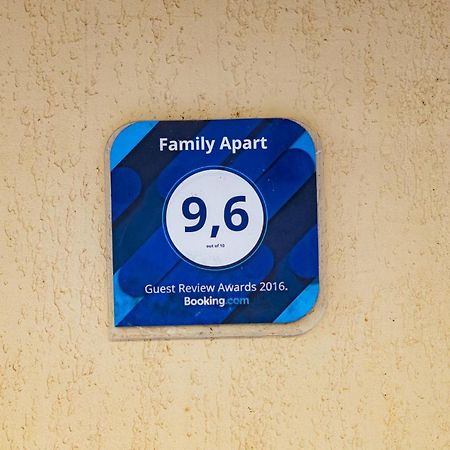 Family Apart
9,6
out of 10
Guest Review Awards 2016.
Booking.com